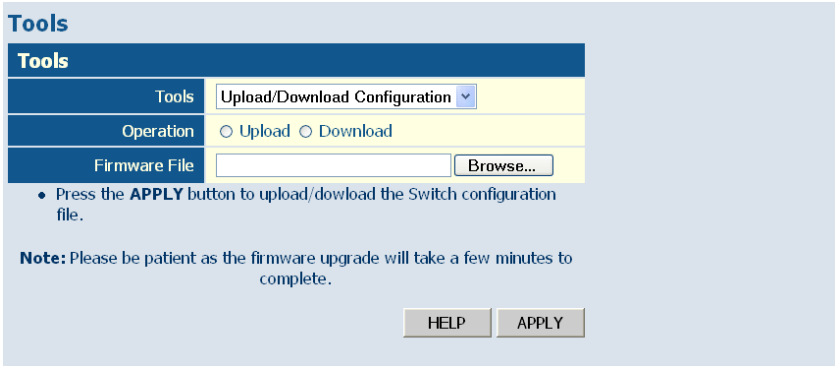 Tools
Tools
Tools Upload/Download Configuration
Operation Upload Download
Firmware File Browse...
• Press the APPLY button to upload/dowload the Switch configuration
file.
Note: Please be patient as the firmware upgrade will take a few minutes to
complete.
HELP APPLY